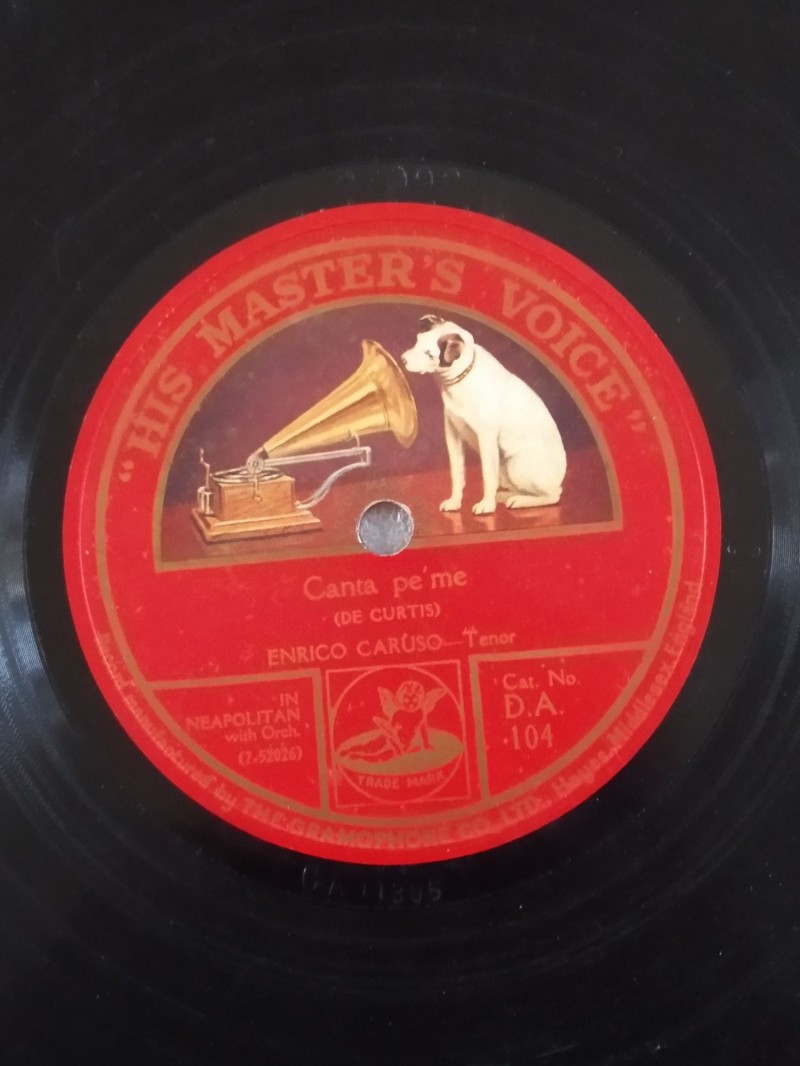 "HIS MASTER'S VOICE"
Canta pe'me
(DE CURTIS)
ENRICO CARUSO—Tenor
IN
NEAPOLITAN
with Orch.
(7-52026)
TRADE MARK
Cat. No.
D.A.
104
Record manufactured by THE GRAMOPHONE CO., LTD., Hayes, Middlesex, England